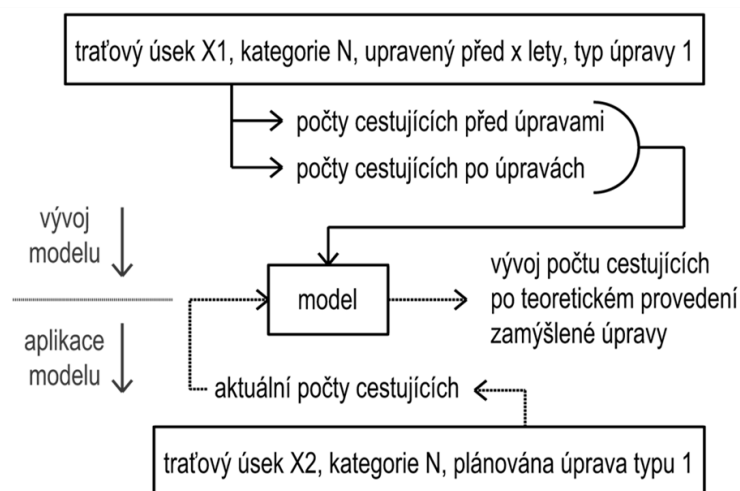 traťový úsek X1, kategorie N, upravený před x lety, typ úpravy 1
počty cestujících před úpravami
počty cestujících po úpravách
vývoj
modelu
model
vývoj počtu cestujících
po teoretickém provedení
zamýšlené úpravy
aplikace
modelu
aktuální počty cestujících
traťový úsek X2, kategorie N, plánována úprava typu 1